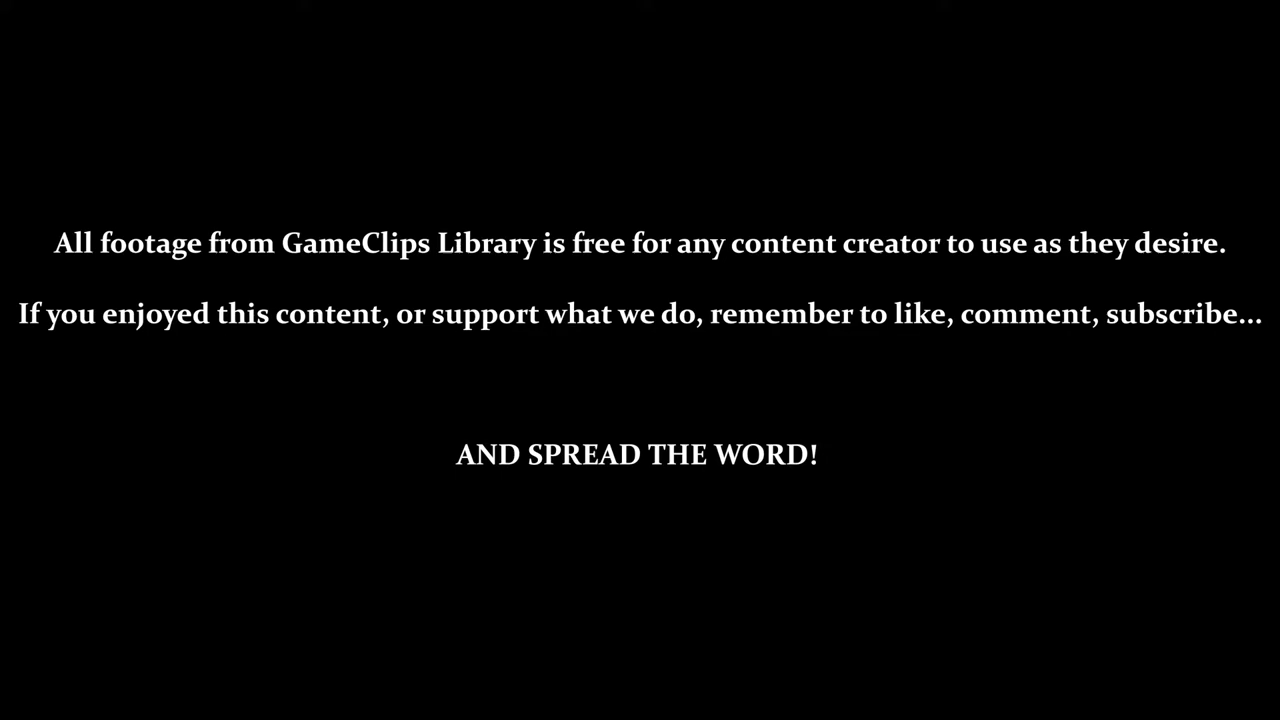 All footage from GameClips Library is free for any content creator to use as they desire.
If you enjoyed this content, or support what we do, remember to like, comment, subscribe...
AND SPREAD THE WORD!